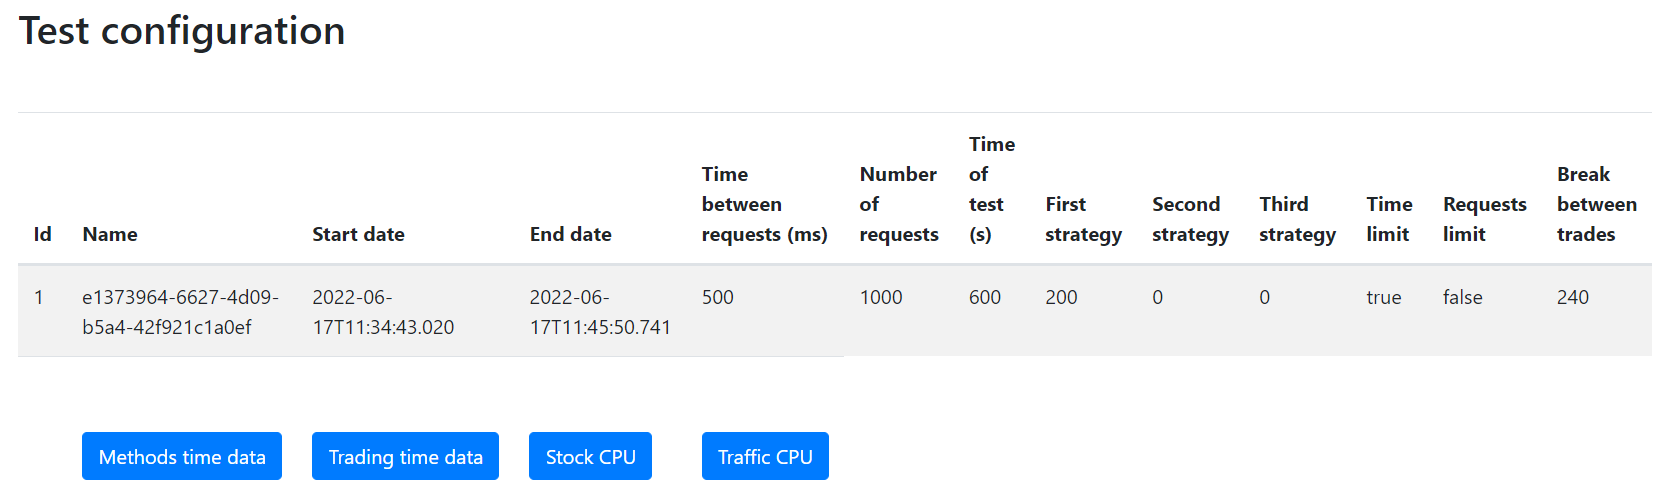 Test configuration
Id Name Start date End date Time between requests (ms) Number of requests Time of test (s) First strategy Second strategy Third strategy Time limit Requests limit Break between trades
1 e1373964-6627-4d09-b5a4-42f921c1a0ef 2022-06-17T11:34:43.020 2022-06-17T11:45:50.741 500 1000 600 200 0 0 true false 240
Methods time data Trading time data Stock CPU Traffic CPU